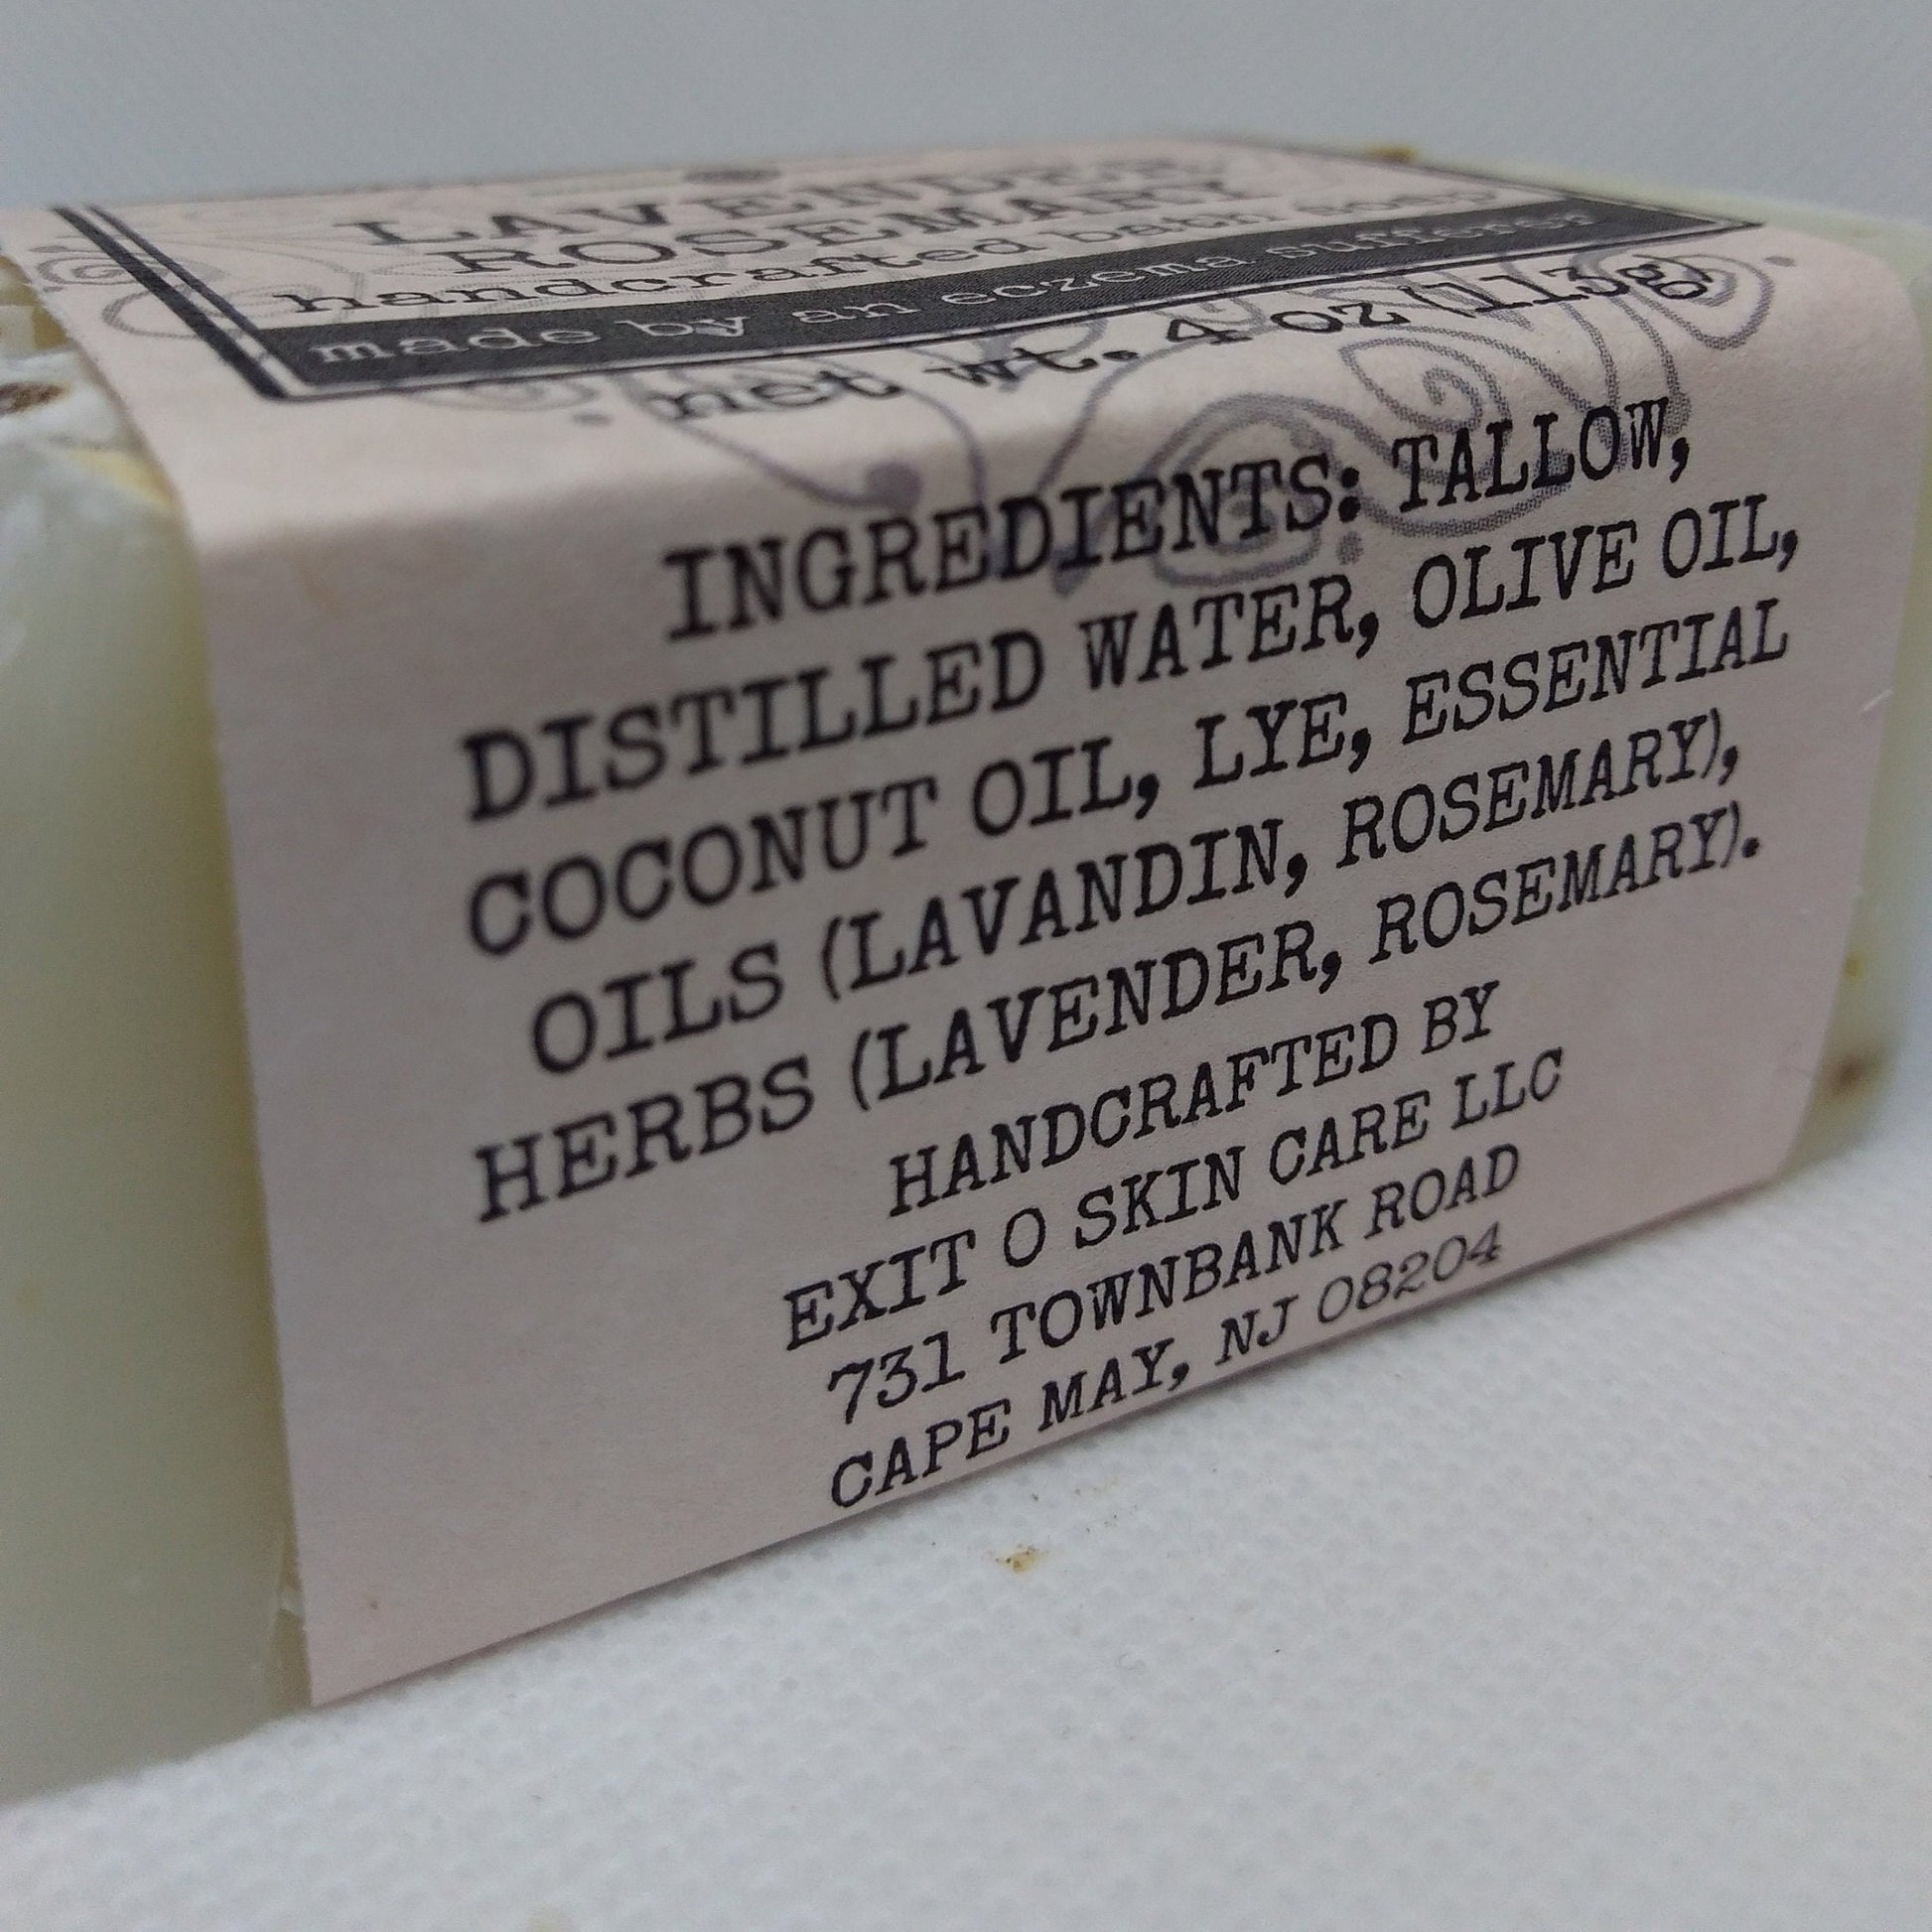 LAVENDER
ROSEMARY
handcrafted bath soap
made by an eczema sufferer
net wt. 4 oz (113g)
INGREDIENTS: TALLOW,
DISTILLED WATER, OLIVE OIL,
COCONUT OIL, LYE, ESSENTIAL
OILS (LAVANDIN, ROSEMARY),
HERBS (LAVENDER, ROSEMARY).
HANDCRAFTED BY
EXIT 0 SKIN CARE LLC
731 TOWNBANK ROAD
CAPE MAY, NJ 08204